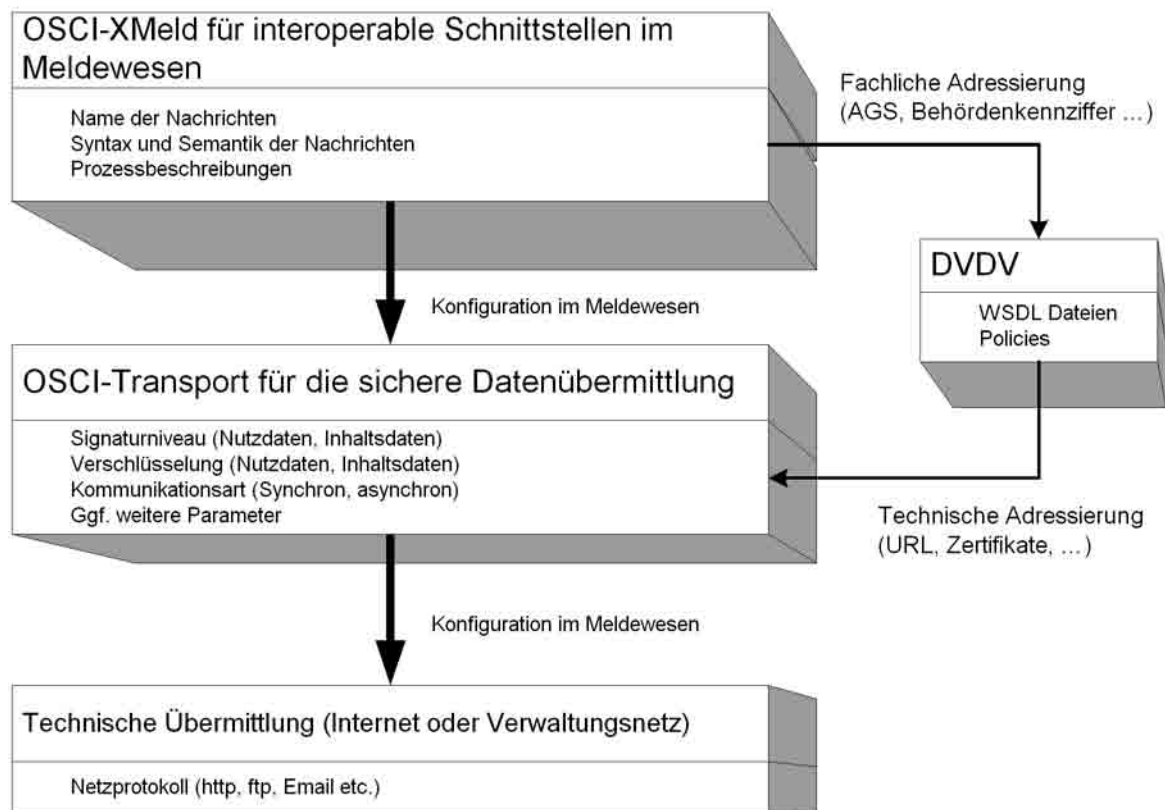 OSCI-XMeld für interoperable Schnittstellen im
Meldewesen
Name der Nachrichten
Syntax und Semantik der Nachrichten
Prozessbeschreibungen
Fachliche Adressierung
(AGS, Behördenkennziffer ...)
DVDV
WSDL Dateien
Policies
Konfiguration im Meldewesen
OSCI-Transport für die sichere Datenübermittlung
Signaturniveau (Nutzdaten, Inhaltsdaten)
Verschlüsselung (Nutzdaten, Inhaltsdaten)
Kommunikationsart (Synchron, asynchron)
Ggf. weitere Parameter
Technische Adressierung
(URL, Zertifikate, ...)
Konfiguration im Meldewesen
Technische Übermittlung (Internet oder Verwaltungsnetz)
Netzprotokoll (http, ftp, Email etc.)